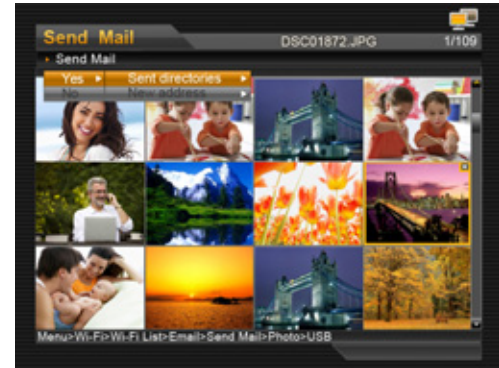 Send Mail
DSC01872.JPG
1/109
Send Mail
Yes
Sent directories
No
New address
Menu>Wi-Fi>Wi-Fi List>Email>Send Mail>Photo>USB